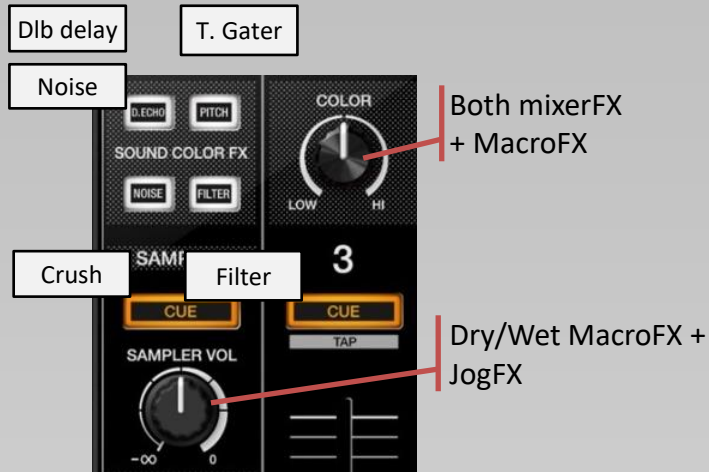 Dlb delay
T. Gater
Noise
D.ECHO
PITCH
COLOR
Both mixerFX
+ MacroFX
SOUND COLOR FX
NOISE
FILTER
LOW
HI
SAMP
3
Crush
Filter
CUE
CUE
TAP
Dry/Wet MacroFX +
JogFX
SAMPLER VOL
-∞
0